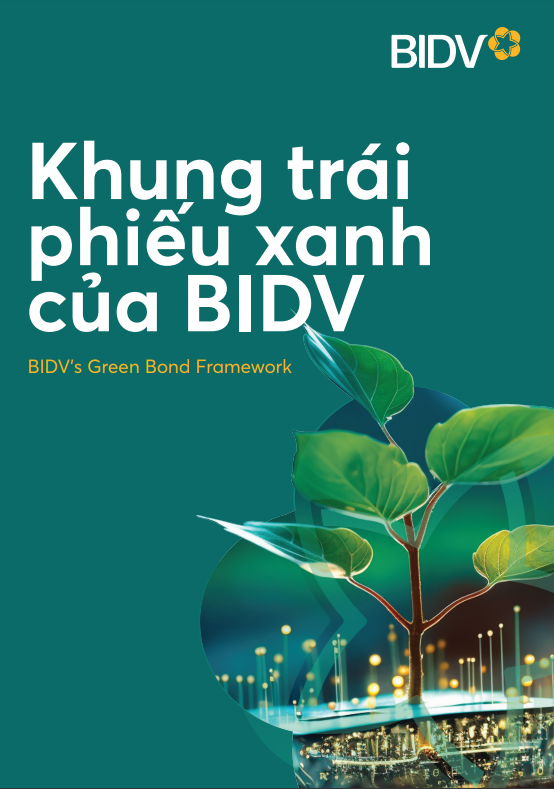 BIDV
Khung trái
phiếu xanh
của BIDV
BIDV's Green Bond Framework